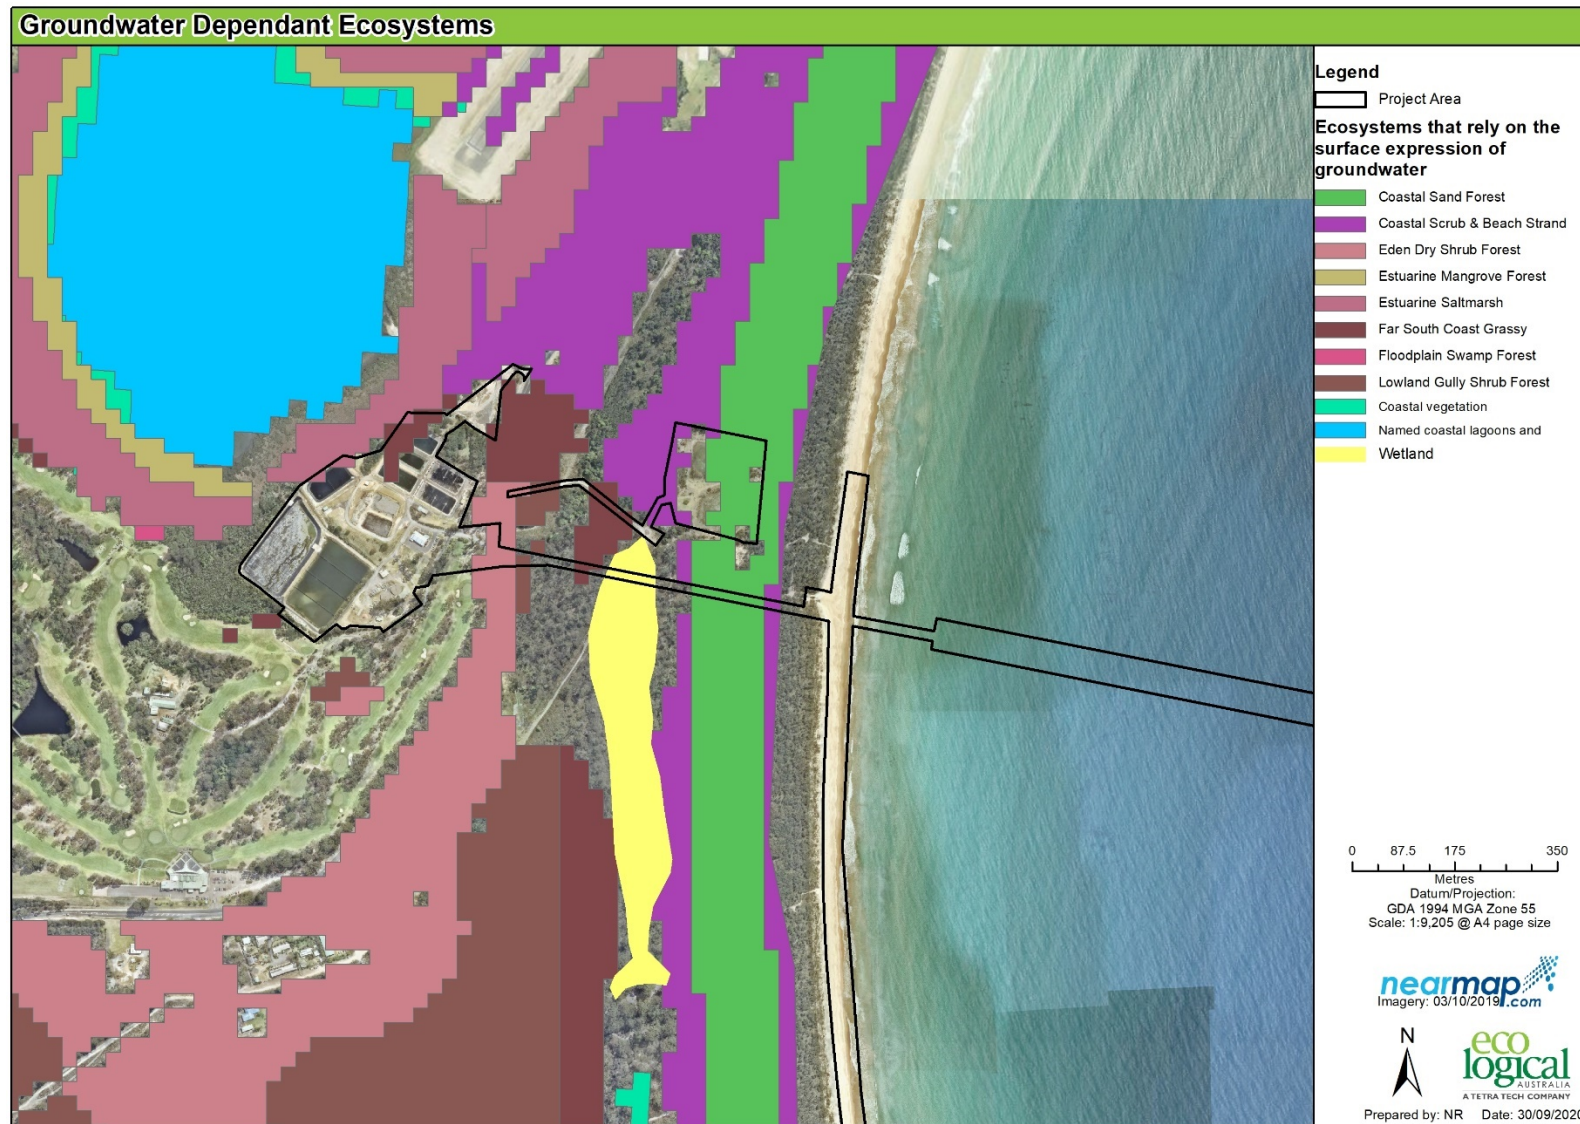 Groundwater Dependant Ecosystems
Legend
Project Area
Ecosystems that rely on the
surface expression of
groundwater
Coastal Sand Forest
Coastal Scrub & Beach Strand
Eden Dry Shrub Forest
Estuarine Mangrove Forest
Estuarine Saltmarsh
Far South Coast Grassy
Floodplain Swamp Forest
Lowland Gully Shrub Forest
Coastal vegetation
Named coastal lagoons and
Wetland
0 87.5 175 350
Metres
Datum/Projection:
GDA 1994 MGA Zone 55
Scale: 1:9,205 @ A4 page size
nearmap
.com
Imagery: 03/10/2019
N
eco
logical
AUSTRALIA
A TETRA TECH COMPANY
Prepared by: NR Date: 30/09/2020